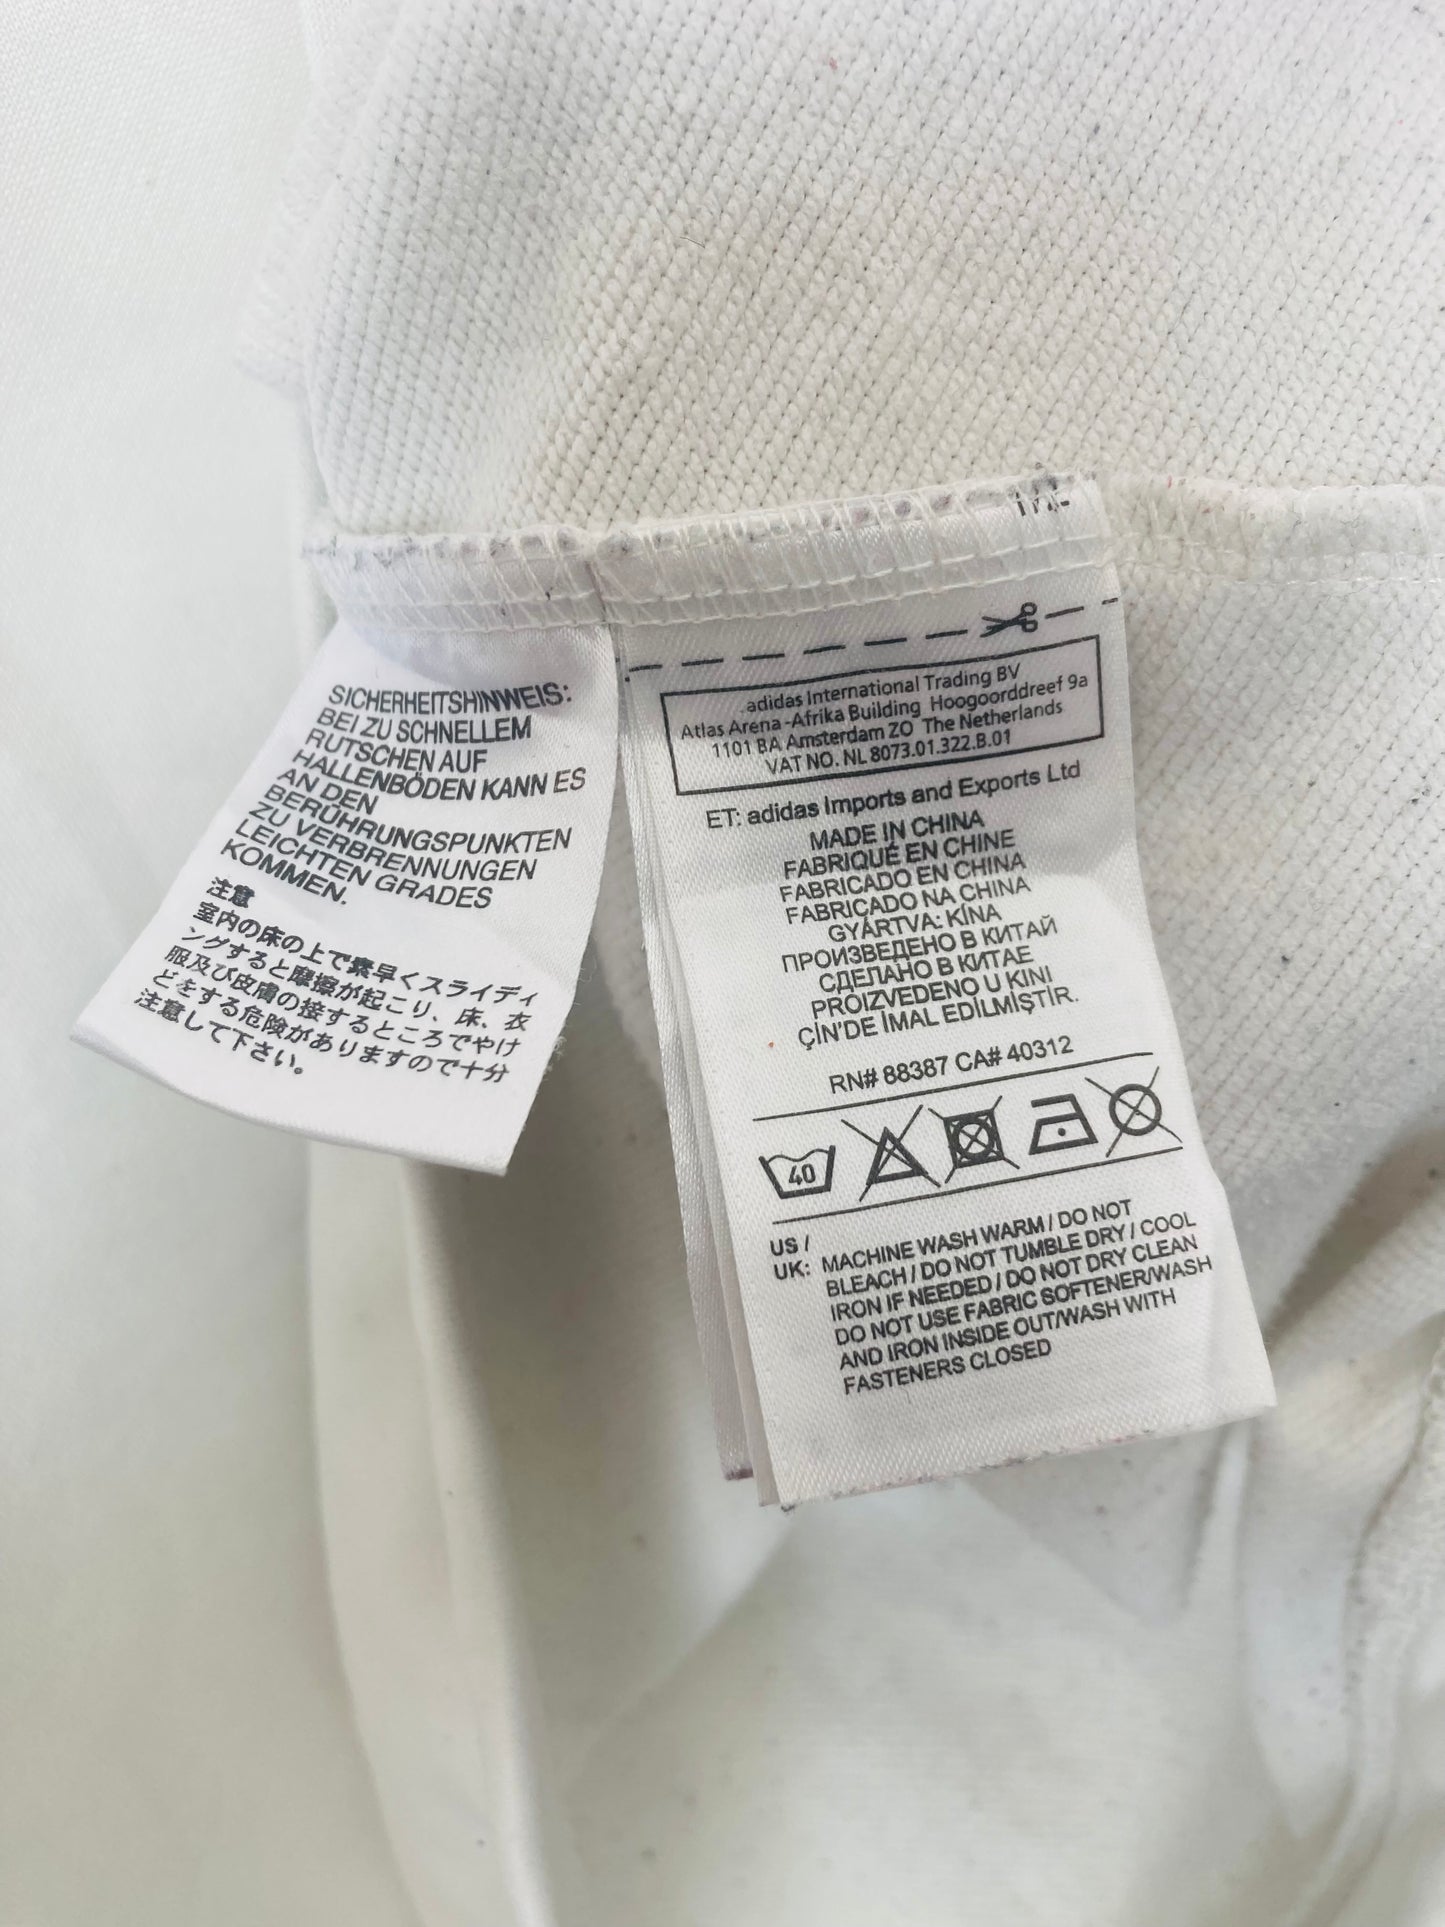 SICHERHEITSHINWEIS:
BEI ZU SCHNELLEM
RUTSCHEN AUF
HALLENBÖDEN KANN ES
AN DEN
BERÜHRUNGSPUNKTEN
ZU VERBRENNUNGEN
LEICHTEN GRADES
KOMMEN.
注意
室内の床の上で素早くスライディ
ングすると摩擦が起こり、床、衣
服及び皮膚の接するところでやけ
どをする危険がありますので十分
注意して下さい。
adidas International Trading BV
Atlas Arena-Afrika Building Hoogoorddreef 9a
1101 BA Amsterdam ZO The Netherlands
VAT NO. NL 8073.01.322.B.01
ET: adidas Imports and Exports Ltd
MADE IN CHINA
FABRIQUÉ EN CHINE
FABRICADO EN CHINA
FABRICADO NA CHINA
GYÁRTVA: KÍNA
ПРОИЗВЕДЕНО В КИТАЙ
СДЕЛАНО В КИТАЕ
PROIZVEDENO U KINI
ÇİN'DE İMAL EDİLMİŞTİR.
RN# 88387 CA# 40312
40
US /
UK: MACHINE WASH WARM / DO NOT
BLEACH / DO NOT TUMBLE DRY / COOL
IRON IF NEEDED / DO NOT DRY CLEAN
DO NOT USE FABRIC SOFTENER/WASH
AND IRON INSIDE OUT/WASH WITH
FASTENERS CLOSED